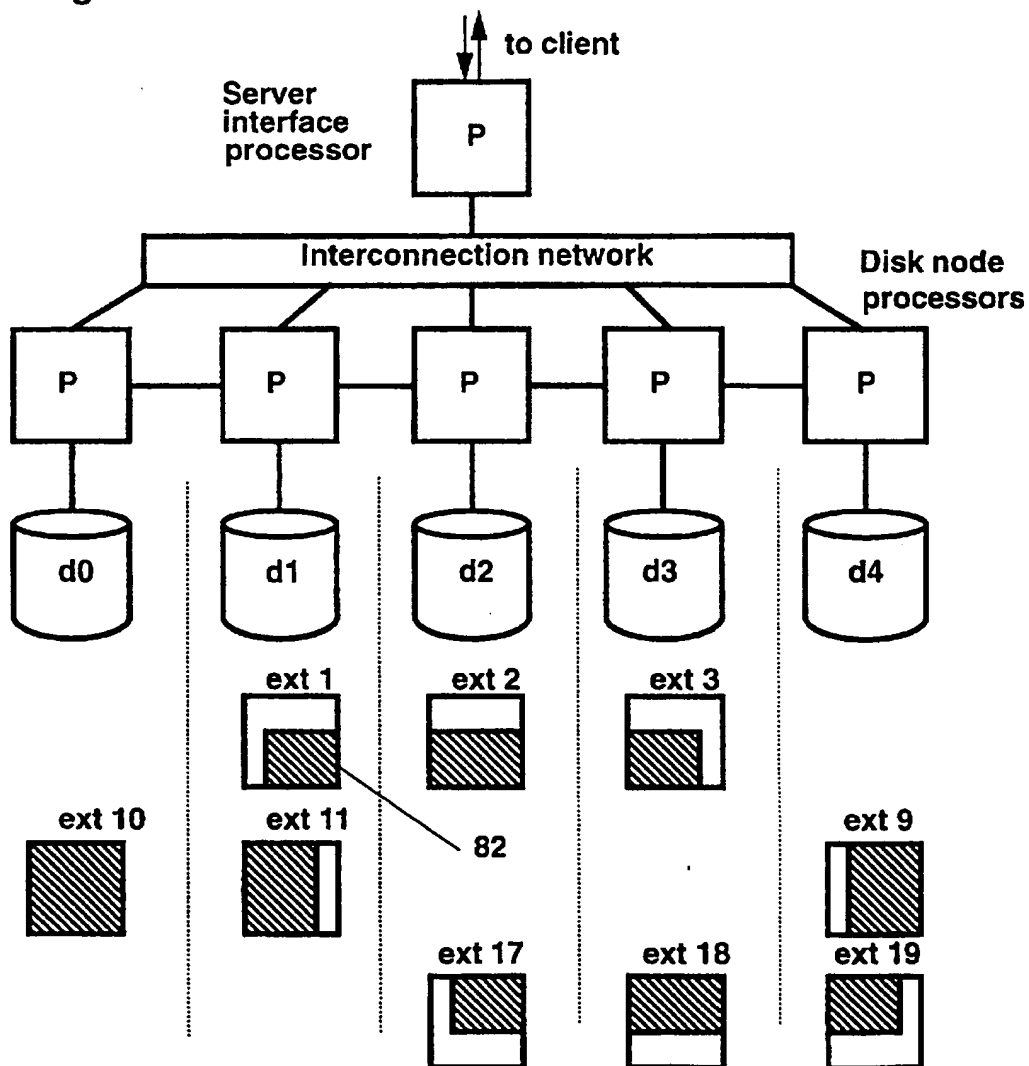 to client
Server
interface
processor
P
Interconnection network
Disk node
processors
P P P P P
d0 d1 d2 d3 d4
ext 1 ext 2 ext 3
ext 10 ext 11 82 ext 9
ext 17 ext 18 ext 19